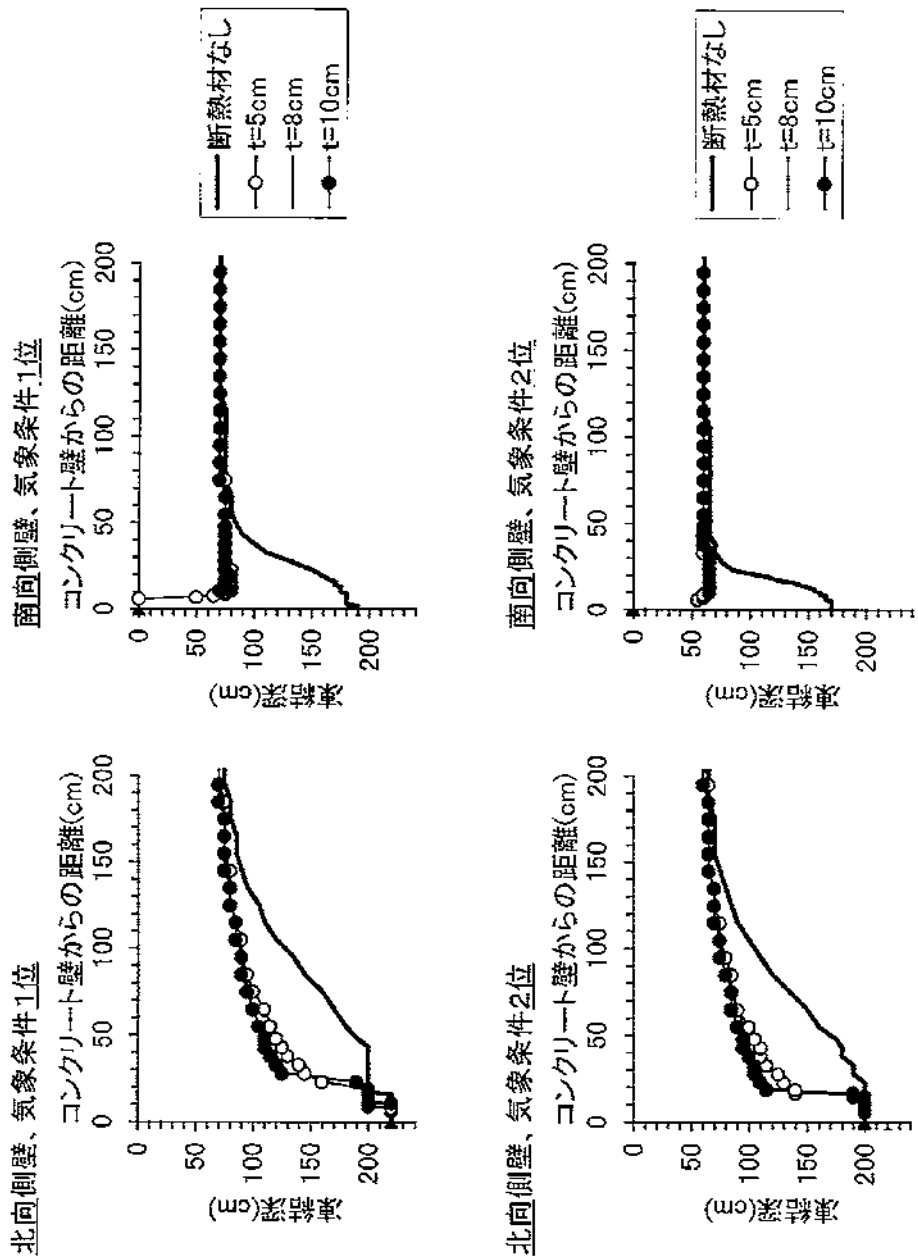 北向側壁、気象条件1位
コンクリート壁からの距離(cm)
0 50 100 150 200
0
50
100
150
200
凍結深(cm)
南向側壁、気象条件1位
コンクリート壁からの距離(cm)
0 50 100 150 200
0
50
100
150
200
凍結深(cm)
断熱材なし
t=5cm
t=8cm
t=10cm
北向側壁、気象条件2位
コンクリート壁からの距離(cm)
0 50 100 150 200
0
50
100
150
200
凍結深(cm)
南向側壁、気象条件2位
コンクリート壁からの距離(cm)
0 50 100 150 200
0
50
100
150
200
凍結深(cm)
断熱材なし
t=5cm
t=8cm
t=10cm